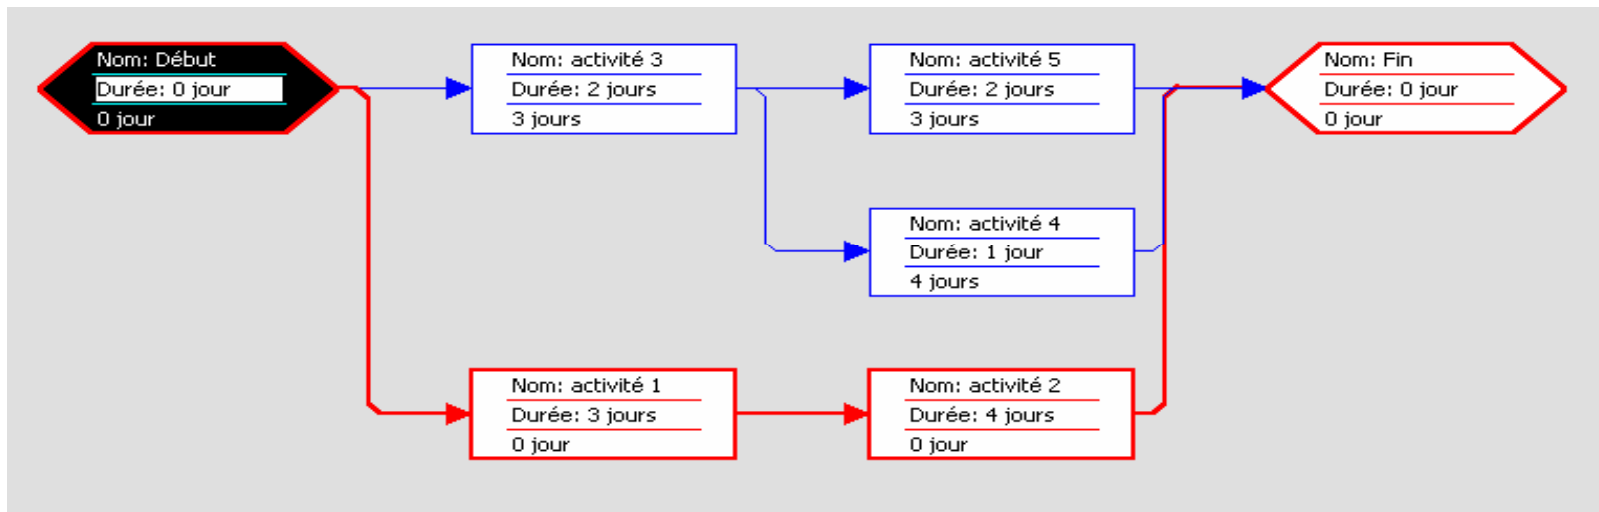 Nom: Début
Durée: 0 jour
0 jour
Nom: activité 3
Durée: 2 jours
3 jours
Nom: activité 5
Durée: 2 jours
3 jours
Nom: Fin
Durée: 0 jour
0 jour
Nom: activité 4
Durée: 1 jour
4 jours
Nom: activité 1
Durée: 3 jours
0 jour
Nom: activité 2
Durée: 4 jours
0 jour